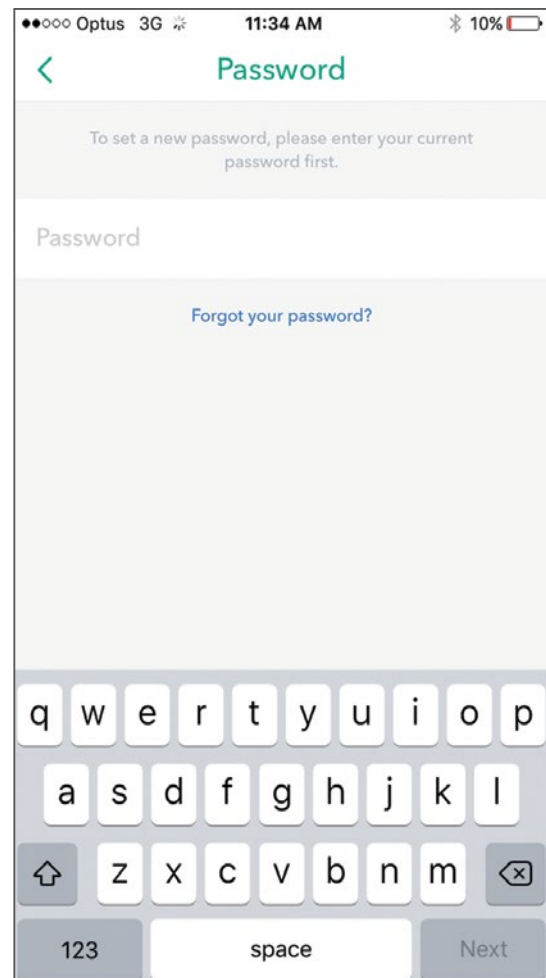 Optus 3G 11:34 AM 10%
Password
To set a new password, please enter your current
password first.
Password
Forgot your password?
q w e r t y u i o p
a s d f g h j k l
z x c v b n m
123 space Next